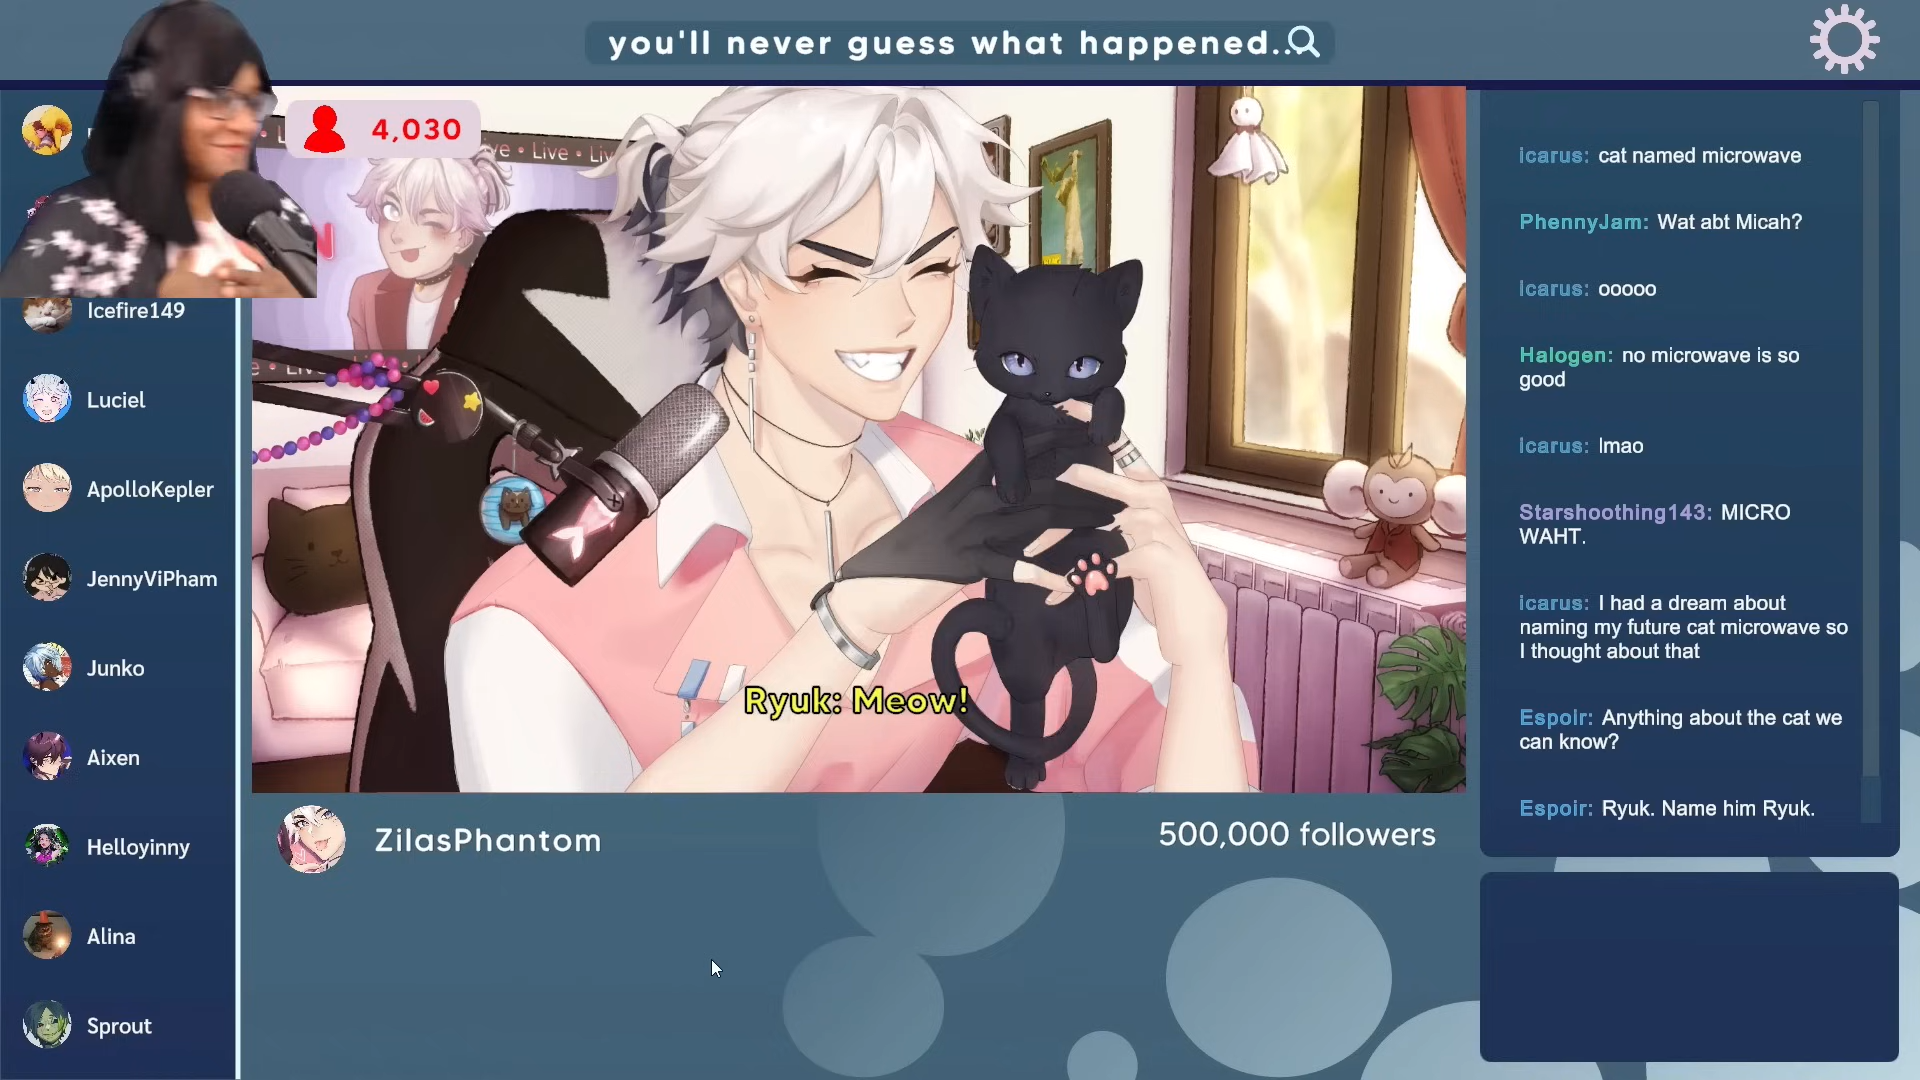 you'll never guess what happened..
4,030
Live • Liv
icarus: cat named microwave
PhennyJam: Wat abt Micah?
icarus: ooooo
Halogen: no microwave is so
good
icarus: lmao
Starshoothing143: MICRO
WAHT.
icarus: I had a dream about
naming my future cat microwave so
I thought about that
Espoir: Anything about the cat we
can know?
Espoir: Ryuk. Name him Ryuk.
Icefire149
Luciel
ApolloKepler
JennyViPham
Junko
Aixen
Helloyinny
Alina
Sprout
Ryuk: Meow!
ZilasPhantom
500,000 followers